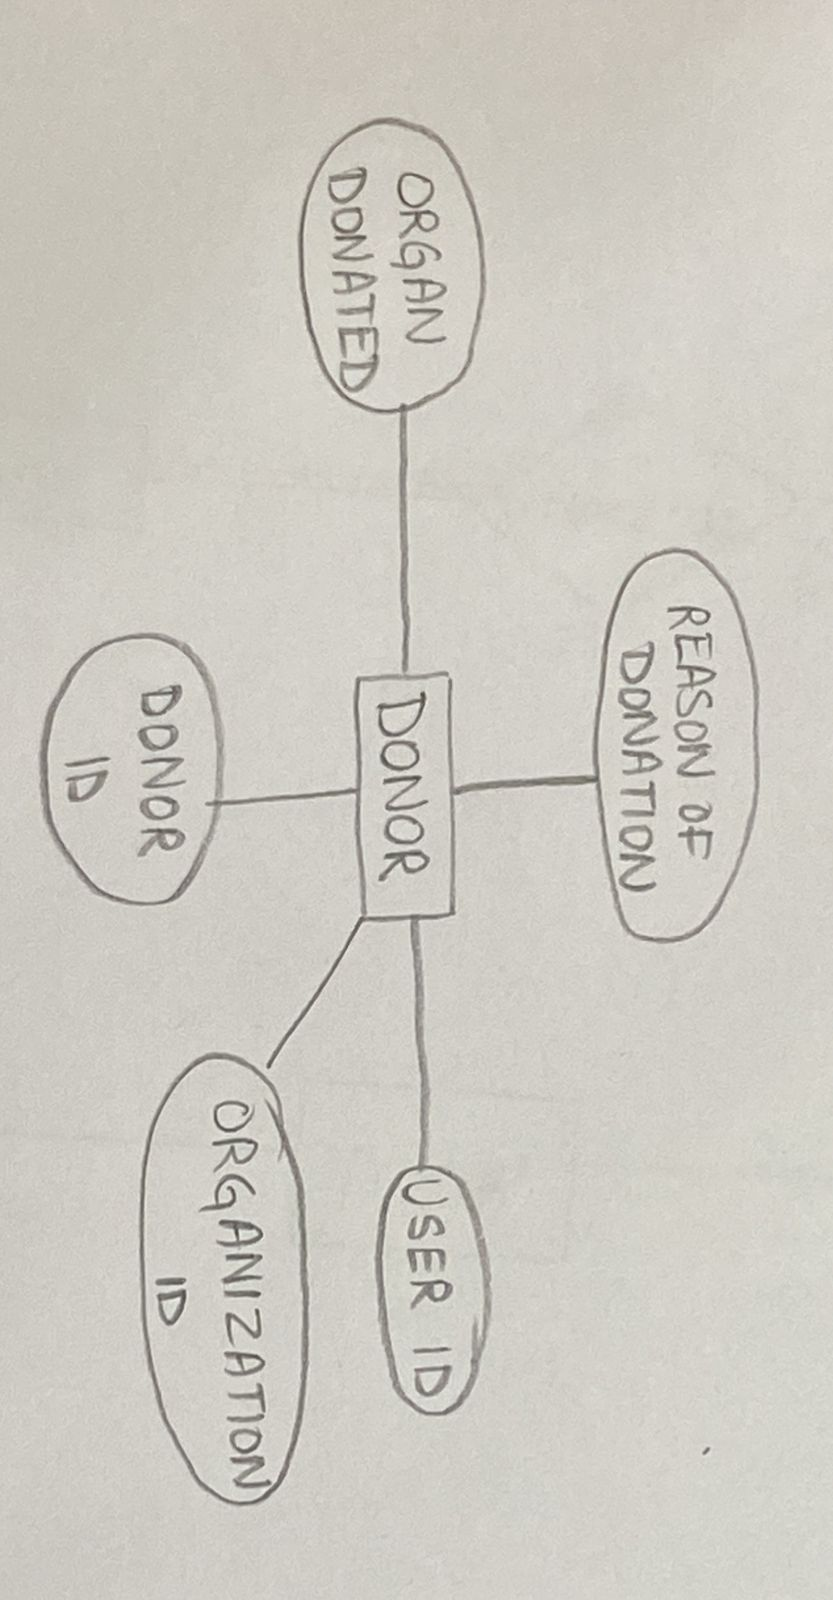 REASON OF
DONATION
ORGAN
DONATED
DONOR
USER ID
DONOR
ID
ORGANIZATION
ID